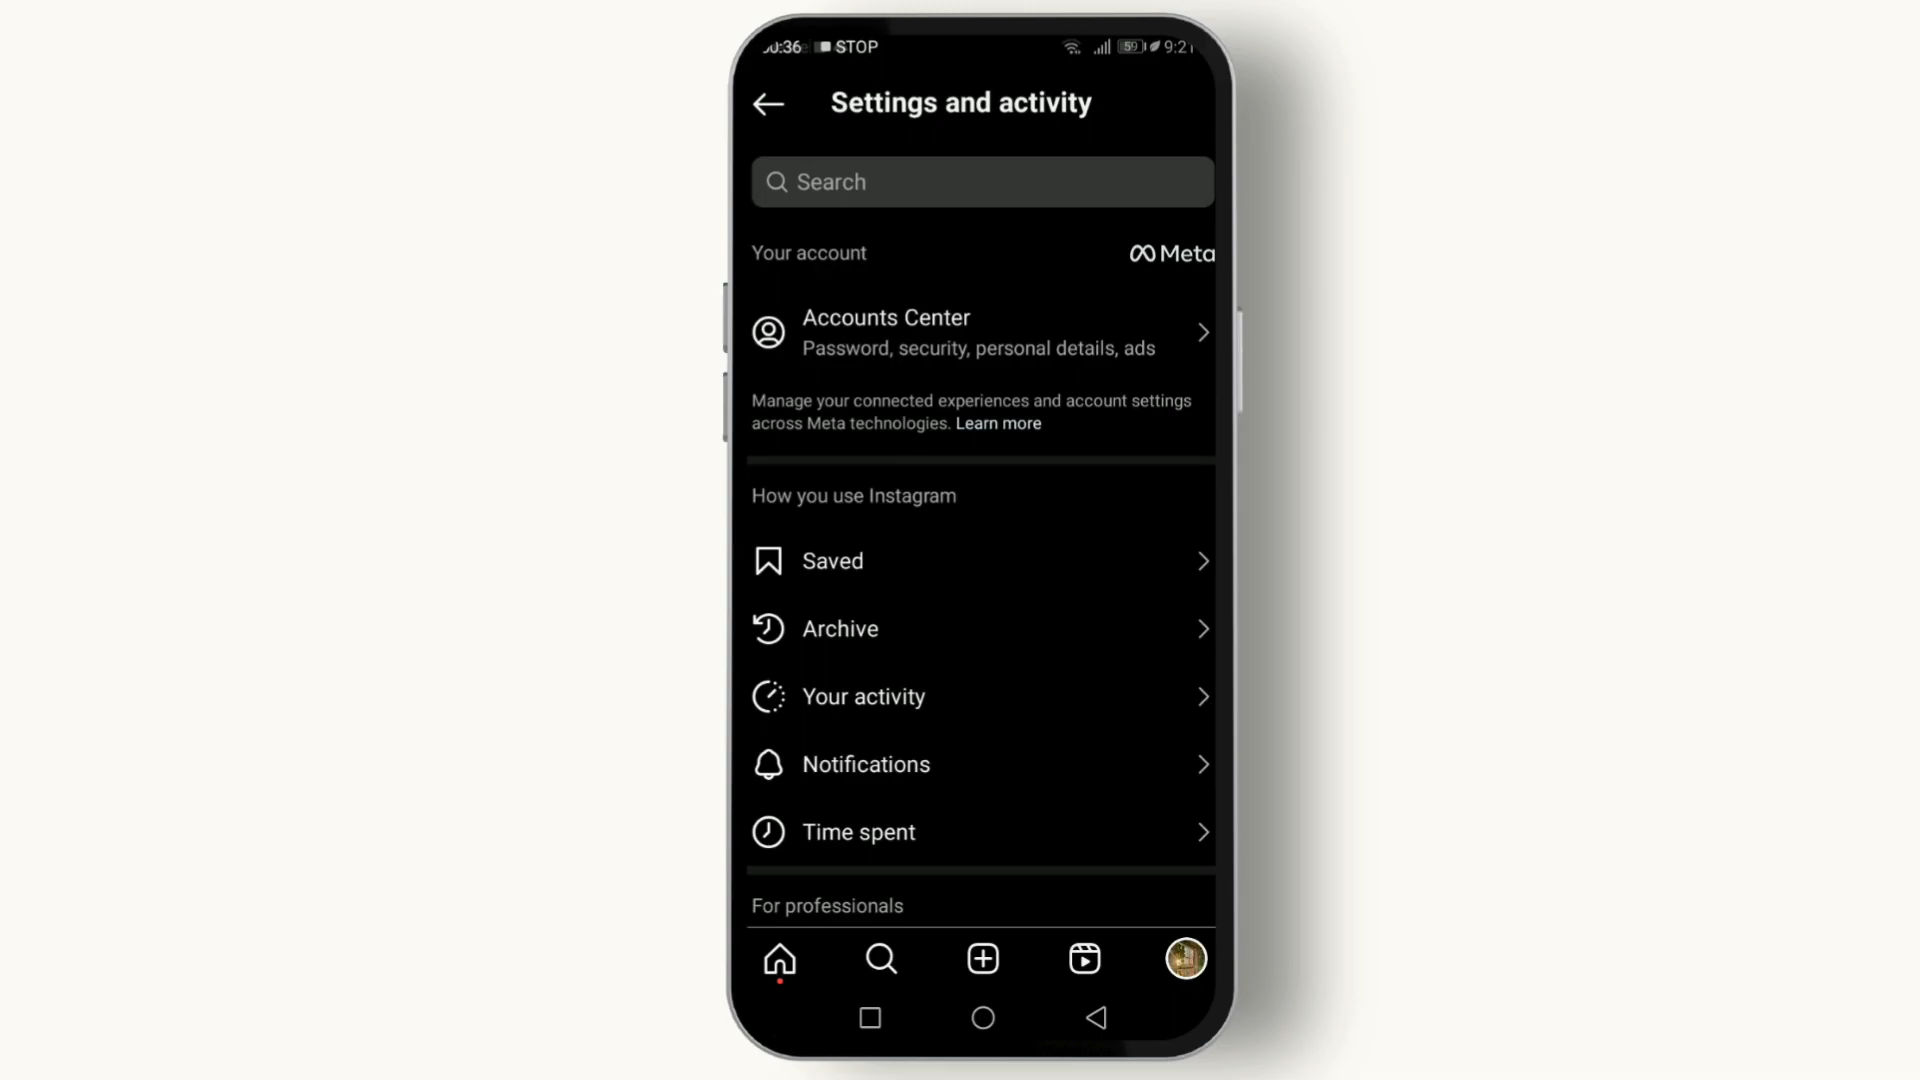 STOP
59
Settings and activity
Search
Your account
Meta
Accounts Center
Password, security, personal details, ads
Manage your connected experiences and account settings
across Meta technologies. Learn more
How you use Instagram
Saved
Archive
Your activity
Notifications
Time spent
For professionals